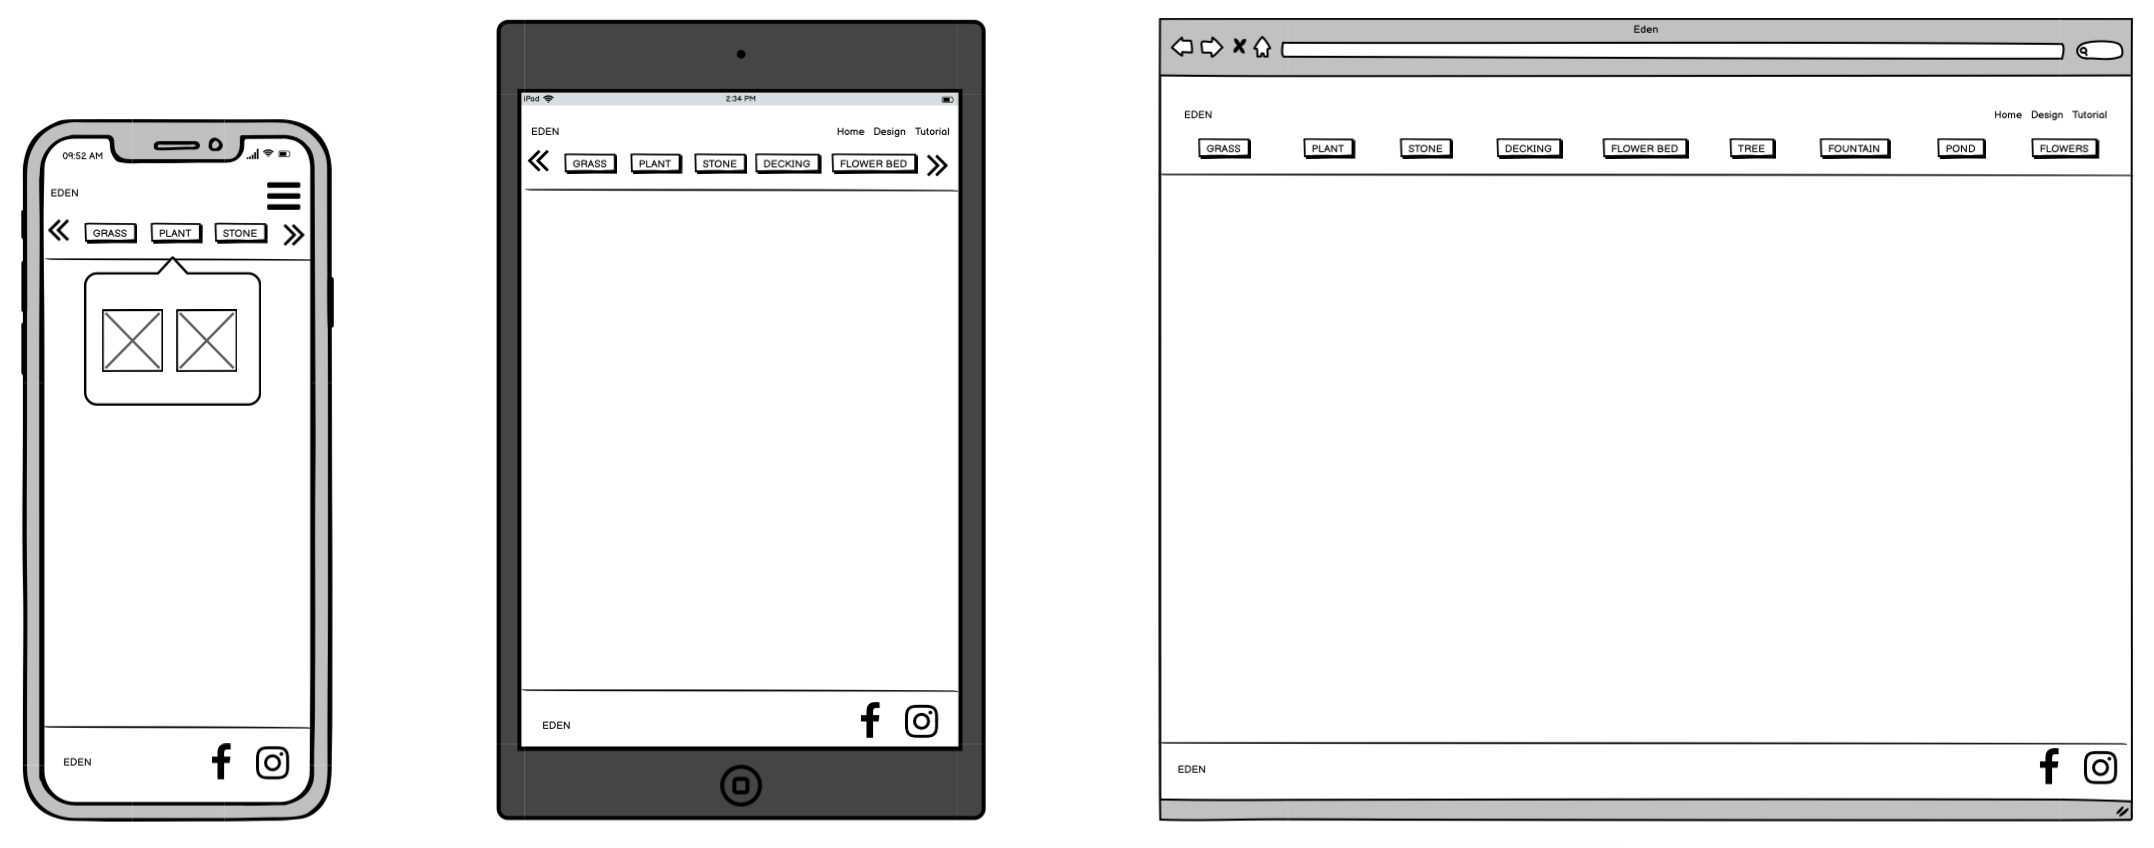 09:52 AM
EDEN
GRASS PLANT STONE
EDEN
iPad 2:34 PM
EDEN Home Design Tutorial
GRASS PLANT STONE DECKING FLOWER BED
EDEN
Eden
EDEN Home Design Tutorial
GRASS PLANT STONE DECKING FLOWER BED TREE FOUNTAIN POND FLOWERS
EDEN